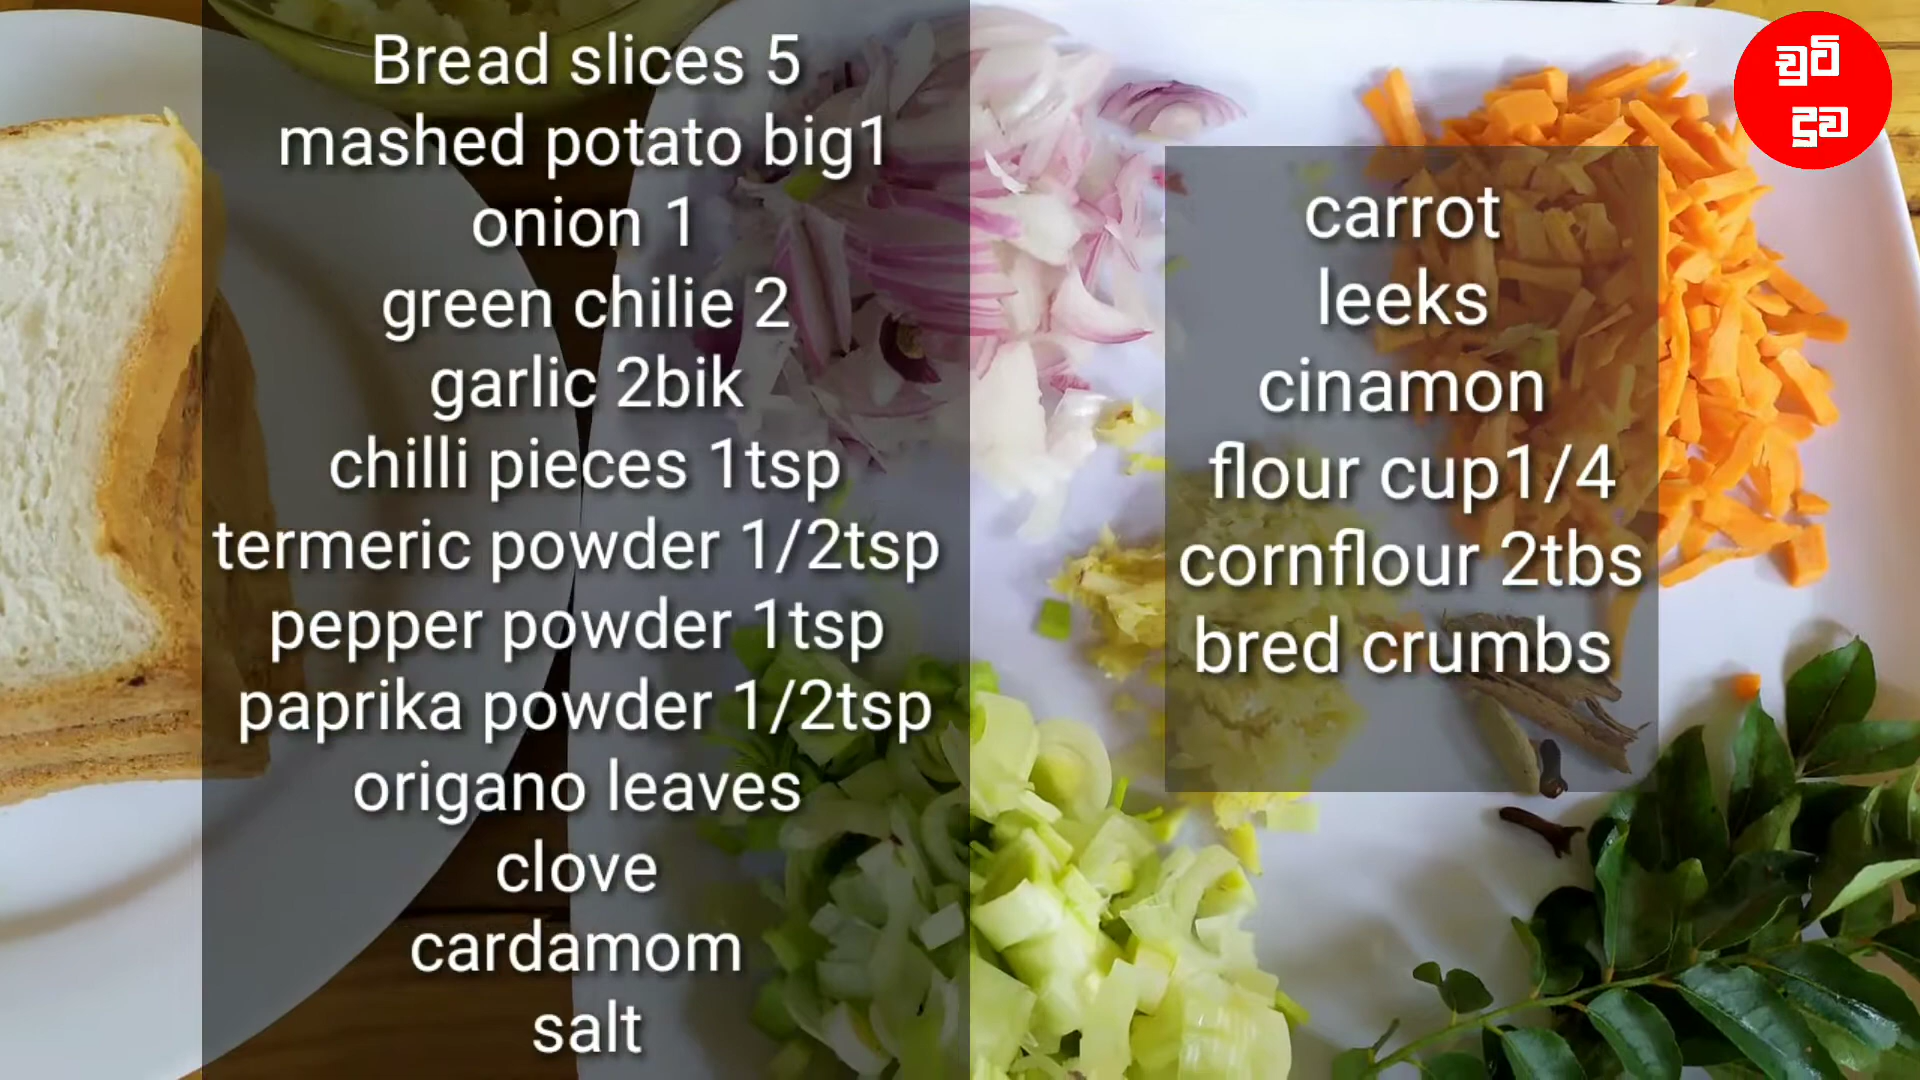 Bread slices 5
mashed potato big1
onion 1
green chilie 2
garlic 2bik
chilli pieces 1tsp
termeric powder 1/2tsp
pepper powder 1tsp
paprika powder 1/2tsp
origano leaves
clove
cardamom
salt
carrot
leeks
cinamon
flour cup1/4
cornflour 2tbs
bred crumbs
චුටි
දූව